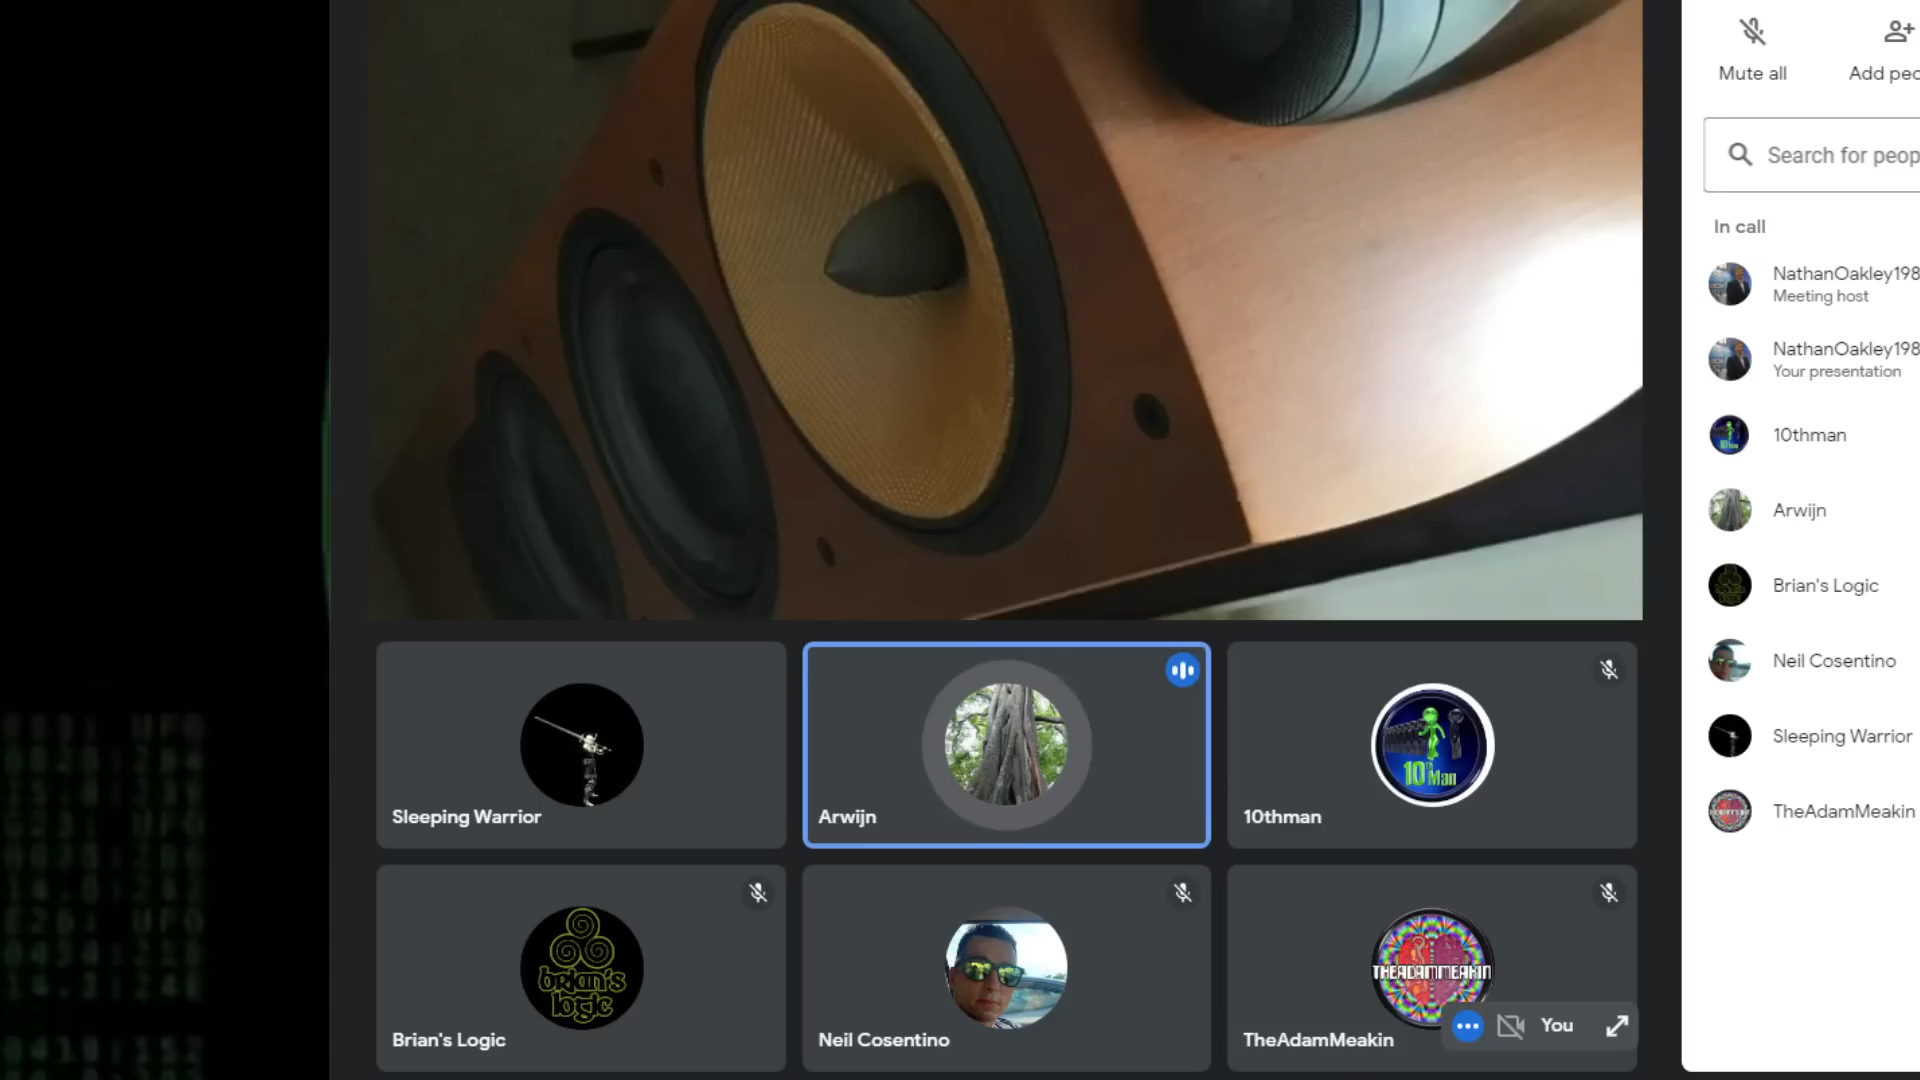 Mute all
Add peo
Search for peop
In call
NathanOakley198
Meeting host
NathanOakley198
Your presentation
10thman
Arwijn
Brian's Logic
Neil Cosentino
Sleeping Warrior
TheAdamMeakin
Sleeping Warrior
Arwijn
10th Man
10thman
brian's
logic
Brian's Logic
Neil Cosentino
THEADAMMEAKIN
TheAdamMeakin
You